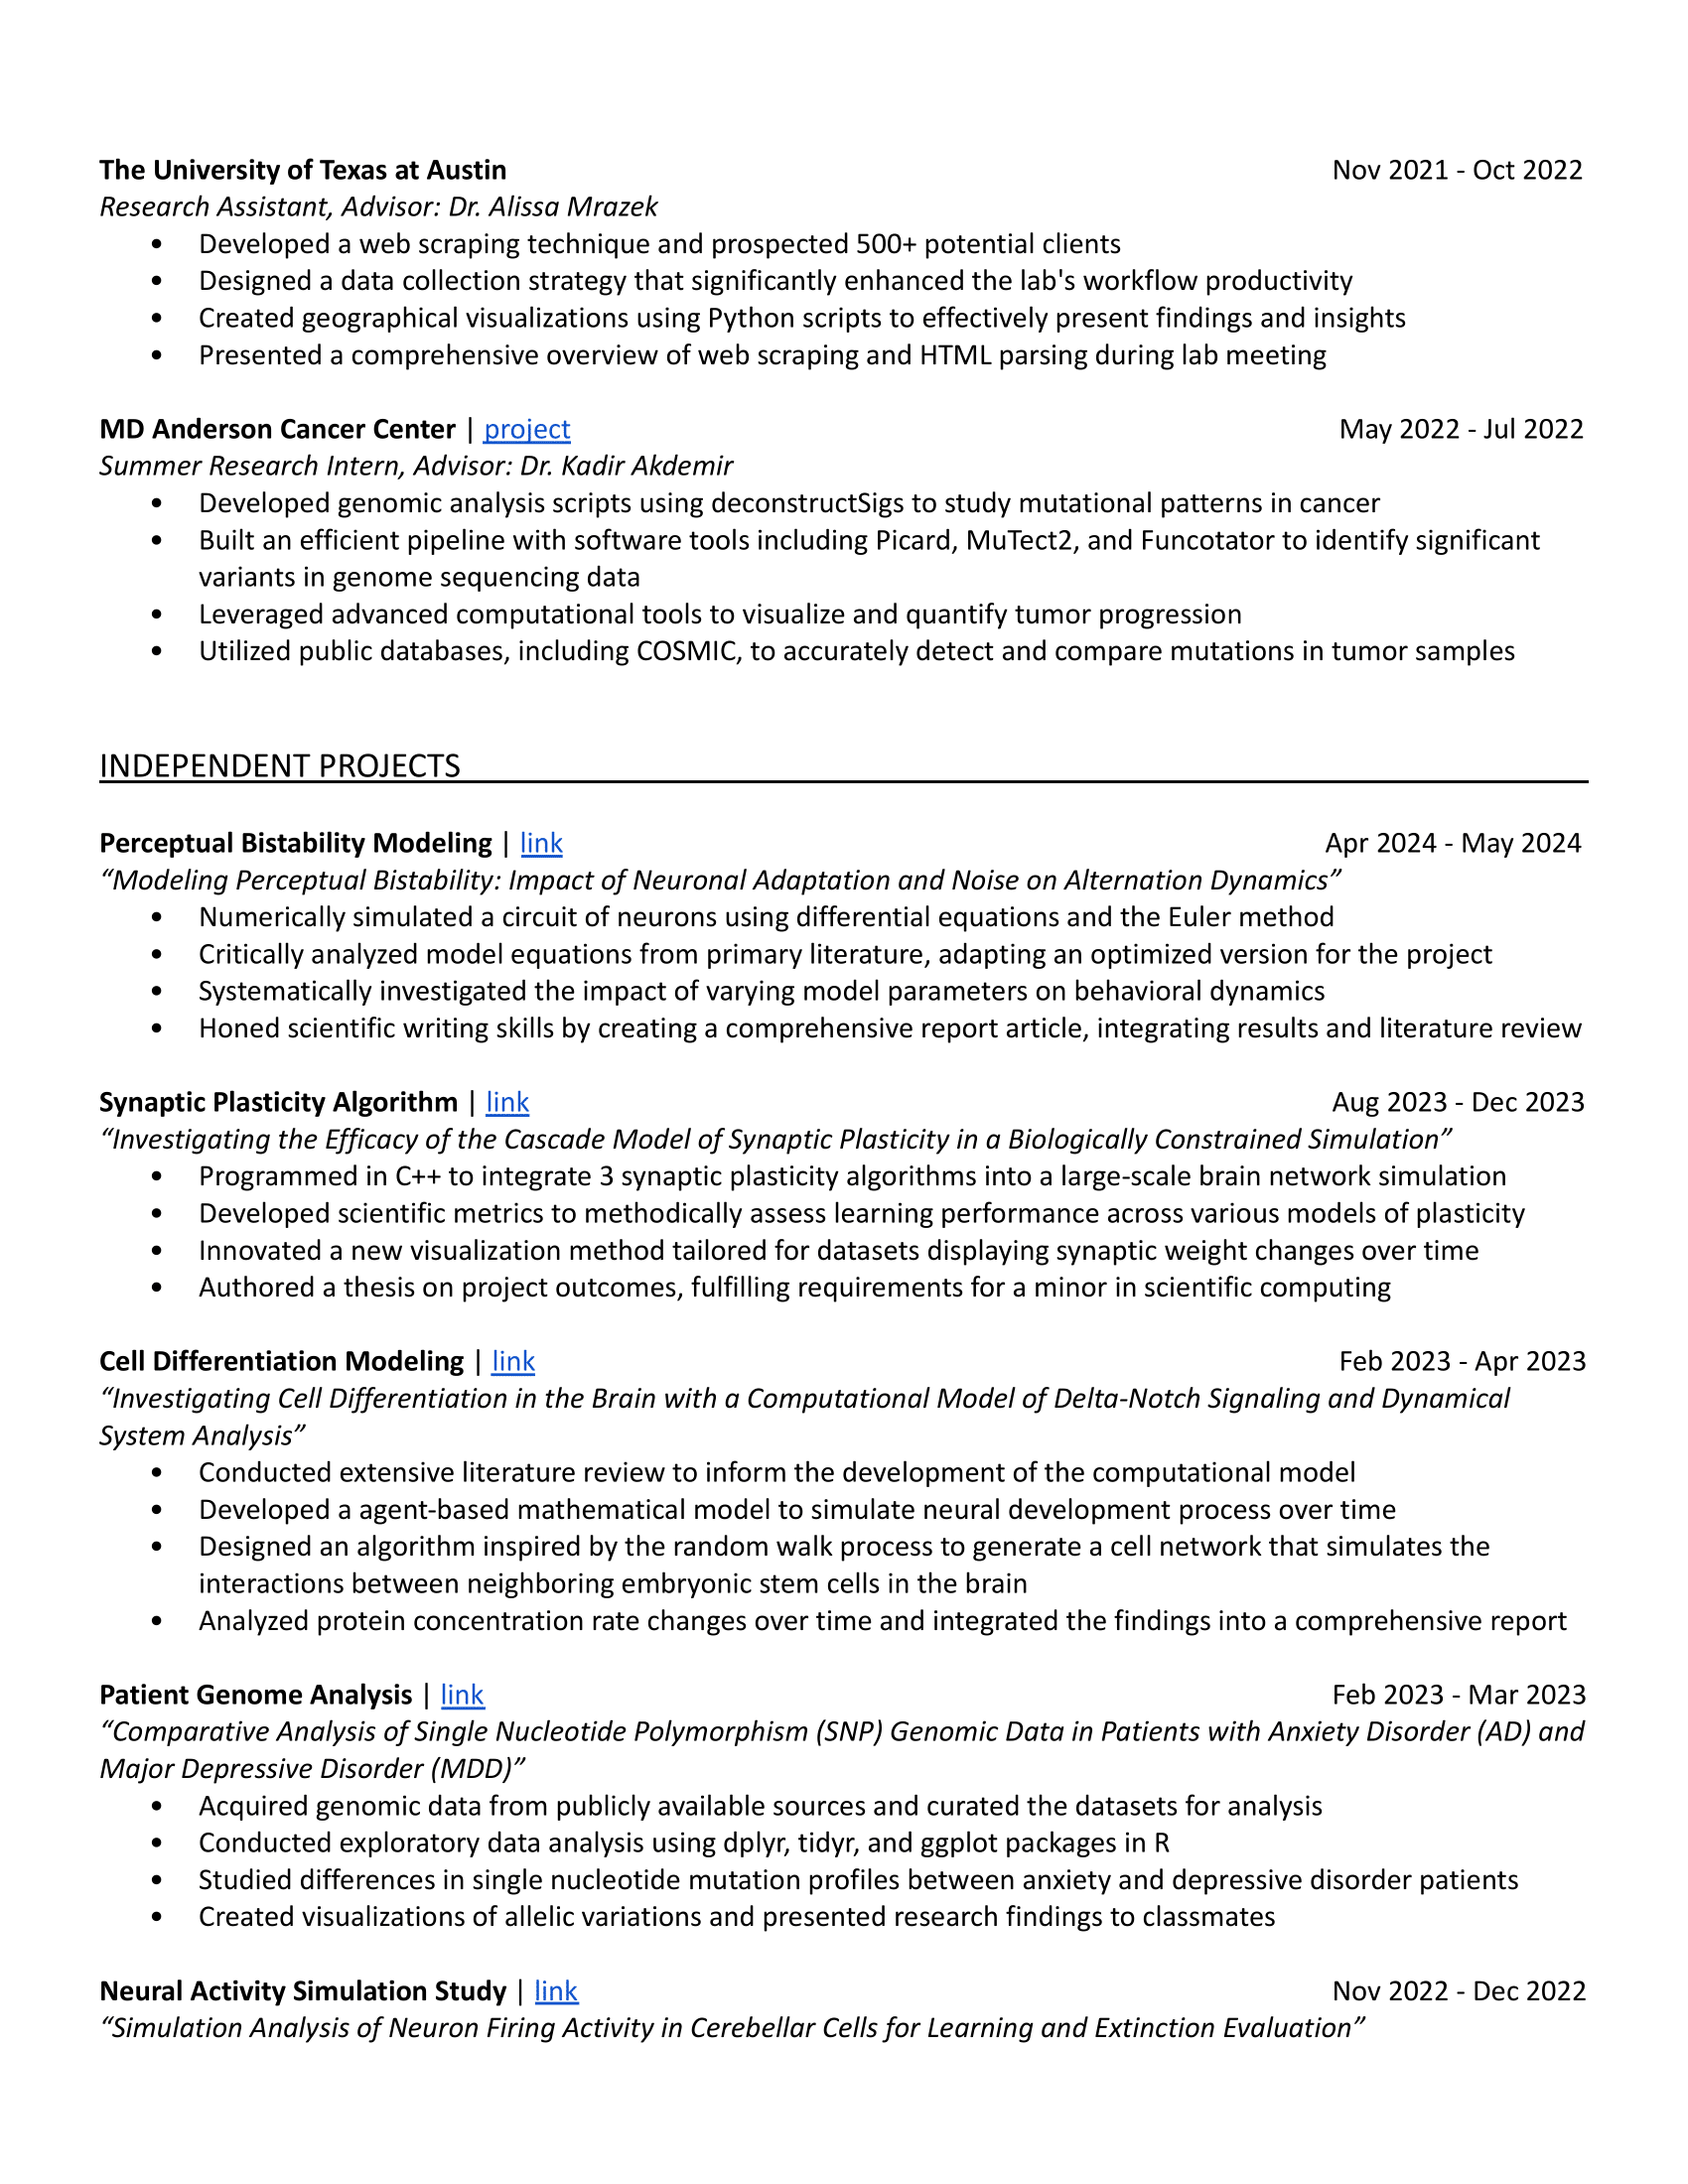 The University of Texas at Austin Nov 2021 - Oct 2022
Research Assistant, Advisor: Dr. Alissa Mrazek
• Developed a web scraping technique and prospected 500+ potential clients
• Designed a data collection strategy that significantly enhanced the lab's workflow productivity
• Created geographical visualizations using Python scripts to effectively present findings and insights
• Presented a comprehensive overview of web scraping and HTML parsing during lab meeting
MD Anderson Cancer Center | project May 2022 - Jul 2022
Summer Research Intern, Advisor: Dr. Kadir Akdemir
• Developed genomic analysis scripts using deconstructSigs to study mutational patterns in cancer
• Built an efficient pipeline with software tools including Picard, MuTect2, and Funcotator to identify significant
variants in genome sequencing data
• Leveraged advanced computational tools to visualize and quantify tumor progression
• Utilized public databases, including COSMIC, to accurately detect and compare mutations in tumor samples
INDEPENDENT PROJECTS
Perceptual Bistability Modeling | link Apr 2024 - May 2024
“Modeling Perceptual Bistability: Impact of Neuronal Adaptation and Noise on Alternation Dynamics”
• Numerically simulated a circuit of neurons using differential equations and the Euler method
• Critically analyzed model equations from primary literature, adapting an optimized version for the project
• Systematically investigated the impact of varying model parameters on behavioral dynamics
• Honed scientific writing skills by creating a comprehensive report article, integrating results and literature review
Synaptic Plasticity Algorithm | link Aug 2023 - Dec 2023
“Investigating the Efficacy of the Cascade Model of Synaptic Plasticity in a Biologically Constrained Simulation”
• Programmed in C++ to integrate 3 synaptic plasticity algorithms into a large-scale brain network simulation
• Developed scientific metrics to methodically assess learning performance across various models of plasticity
• Innovated a new visualization method tailored for datasets displaying synaptic weight changes over time
• Authored a thesis on project outcomes, fulfilling requirements for a minor in scientific computing
Cell Differentiation Modeling | link Feb 2023 - Apr 2023
“Investigating Cell Differentiation in the Brain with a Computational Model of Delta-Notch Signaling and Dynamical
System Analysis”
• Conducted extensive literature review to inform the development of the computational model
• Developed a agent-based mathematical model to simulate neural development process over time
• Designed an algorithm inspired by the random walk process to generate a cell network that simulates the
interactions between neighboring embryonic stem cells in the brain
• Analyzed protein concentration rate changes over time and integrated the findings into a comprehensive report
Patient Genome Analysis | link Feb 2023 - Mar 2023
“Comparative Analysis of Single Nucleotide Polymorphism (SNP) Genomic Data in Patients with Anxiety Disorder (AD) and
Major Depressive Disorder (MDD)”
• Acquired genomic data from publicly available sources and curated the datasets for analysis
• Conducted exploratory data analysis using dplyr, tidyr, and ggplot packages in R
• Studied differences in single nucleotide mutation profiles between anxiety and depressive disorder patients
• Created visualizations of allelic variations and presented research findings to classmates
Neural Activity Simulation Study | link Nov 2022 - Dec 2022
“Simulation Analysis of Neuron Firing Activity in Cerebellar Cells for Learning and Extinction Evaluation”